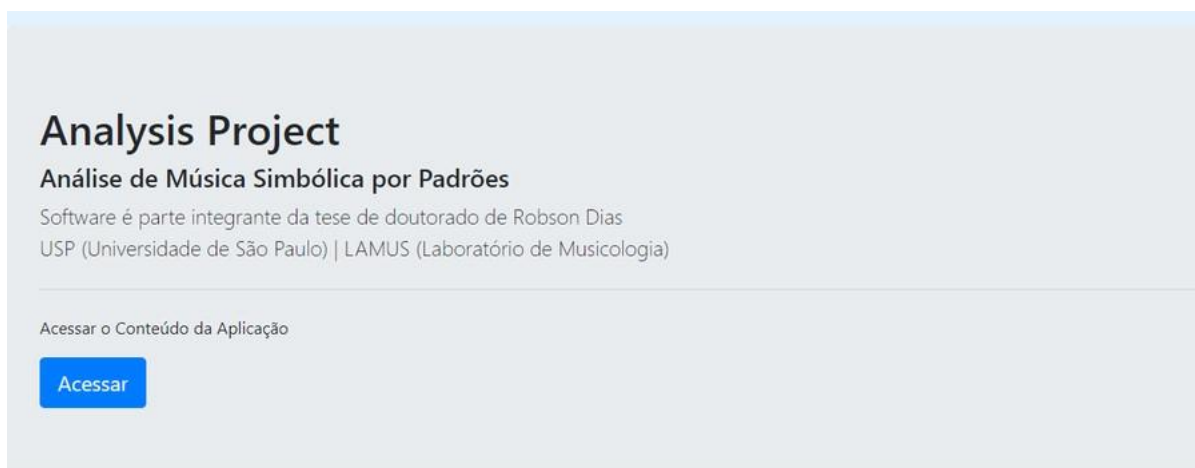 Analysis Project
Análise de Música Simbólica por Padrões
Software é parte integrante da tese de doutorado de Robson Dias
USP (Universidade de São Paulo) | LAMUS (Laboratório de Musicologia)
Acessar o Conteúdo da Aplicação
Acessar